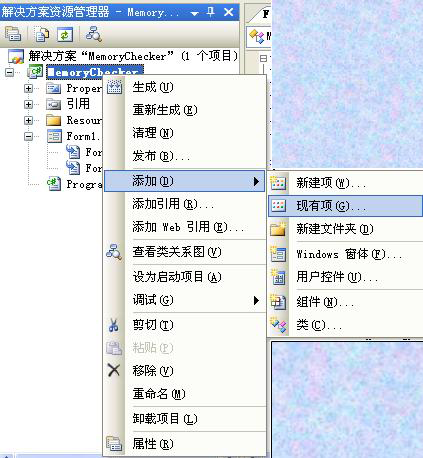 解决方案资源管理器 - Memory...
解决方案“MemoryChecker”(1 个项目)
MemoryChecker
Proper
引用
Resour
Form1.
For
For
Progra
生成(U)
重新生成(E)
清理(N)
发布(B)...
添加(D)
添加引用(R)...
添加 Web 引用(E)...
查看类关系图(V)
设为启动项目(A)
调试(G)
剪切(T)
粘贴(P)
移除(V)
重命名(M)
卸载项目(L)
属性(R)
新建项(W)...
现有项(G)...
新建文件夹(D)
Windows 窗体(F)...
用户控件(U)...
组件(N)...
类(C)...
F
M